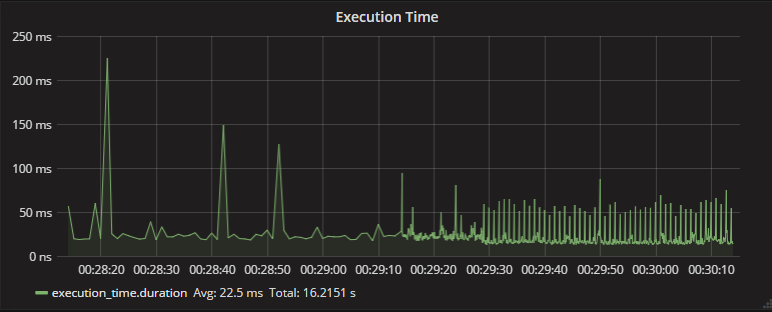 Execution Time
250 ms
200 ms
150 ms
100 ms
50 ms
0 ns
00:28:20 00:28:30 00:28:40 00:28:50 00:29:00 00:29:10 00:29:20 00:29:30 00:29:40 00:29:50 00:30:00 00:30:10
execution_time.duration Avg: 22.5 ms Total: 16.2151 s